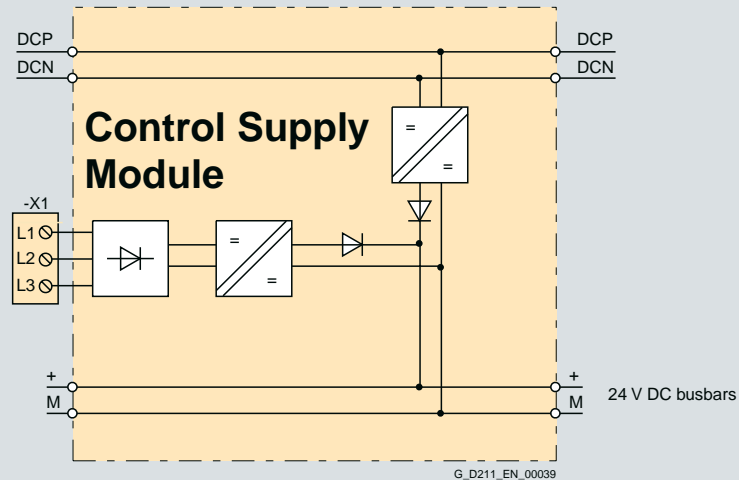 DCP DCP
DCN DCN
Control Supply
Module
=
=
-X1
L1
L2
L3
=
=
+ +
M M
24 V DC busbars
G_D211_EN_00039